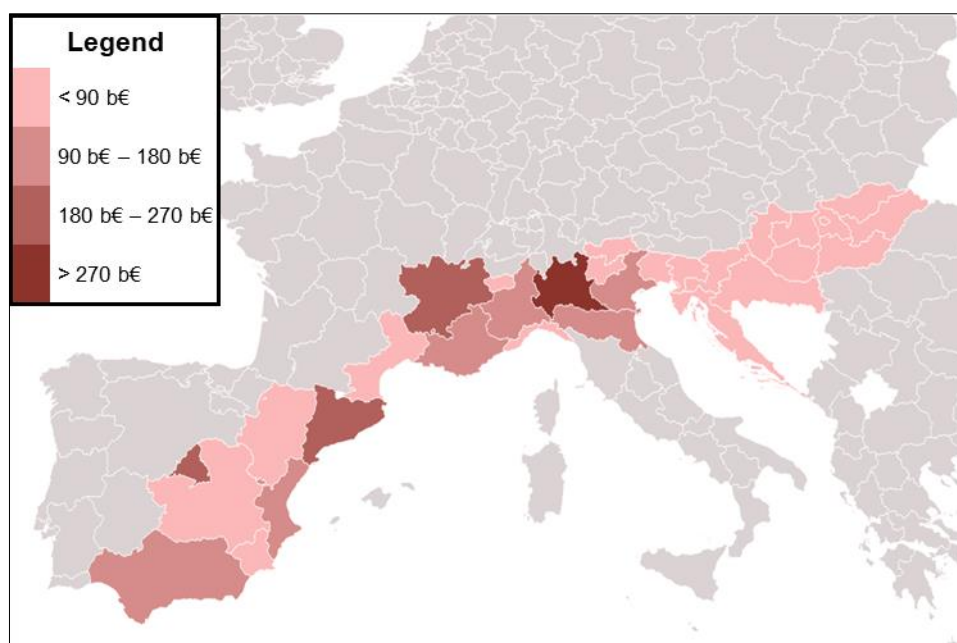 Legend
< 90 b€
90 b€ – 180 b€
180 b€ – 270 b€
> 270 b€